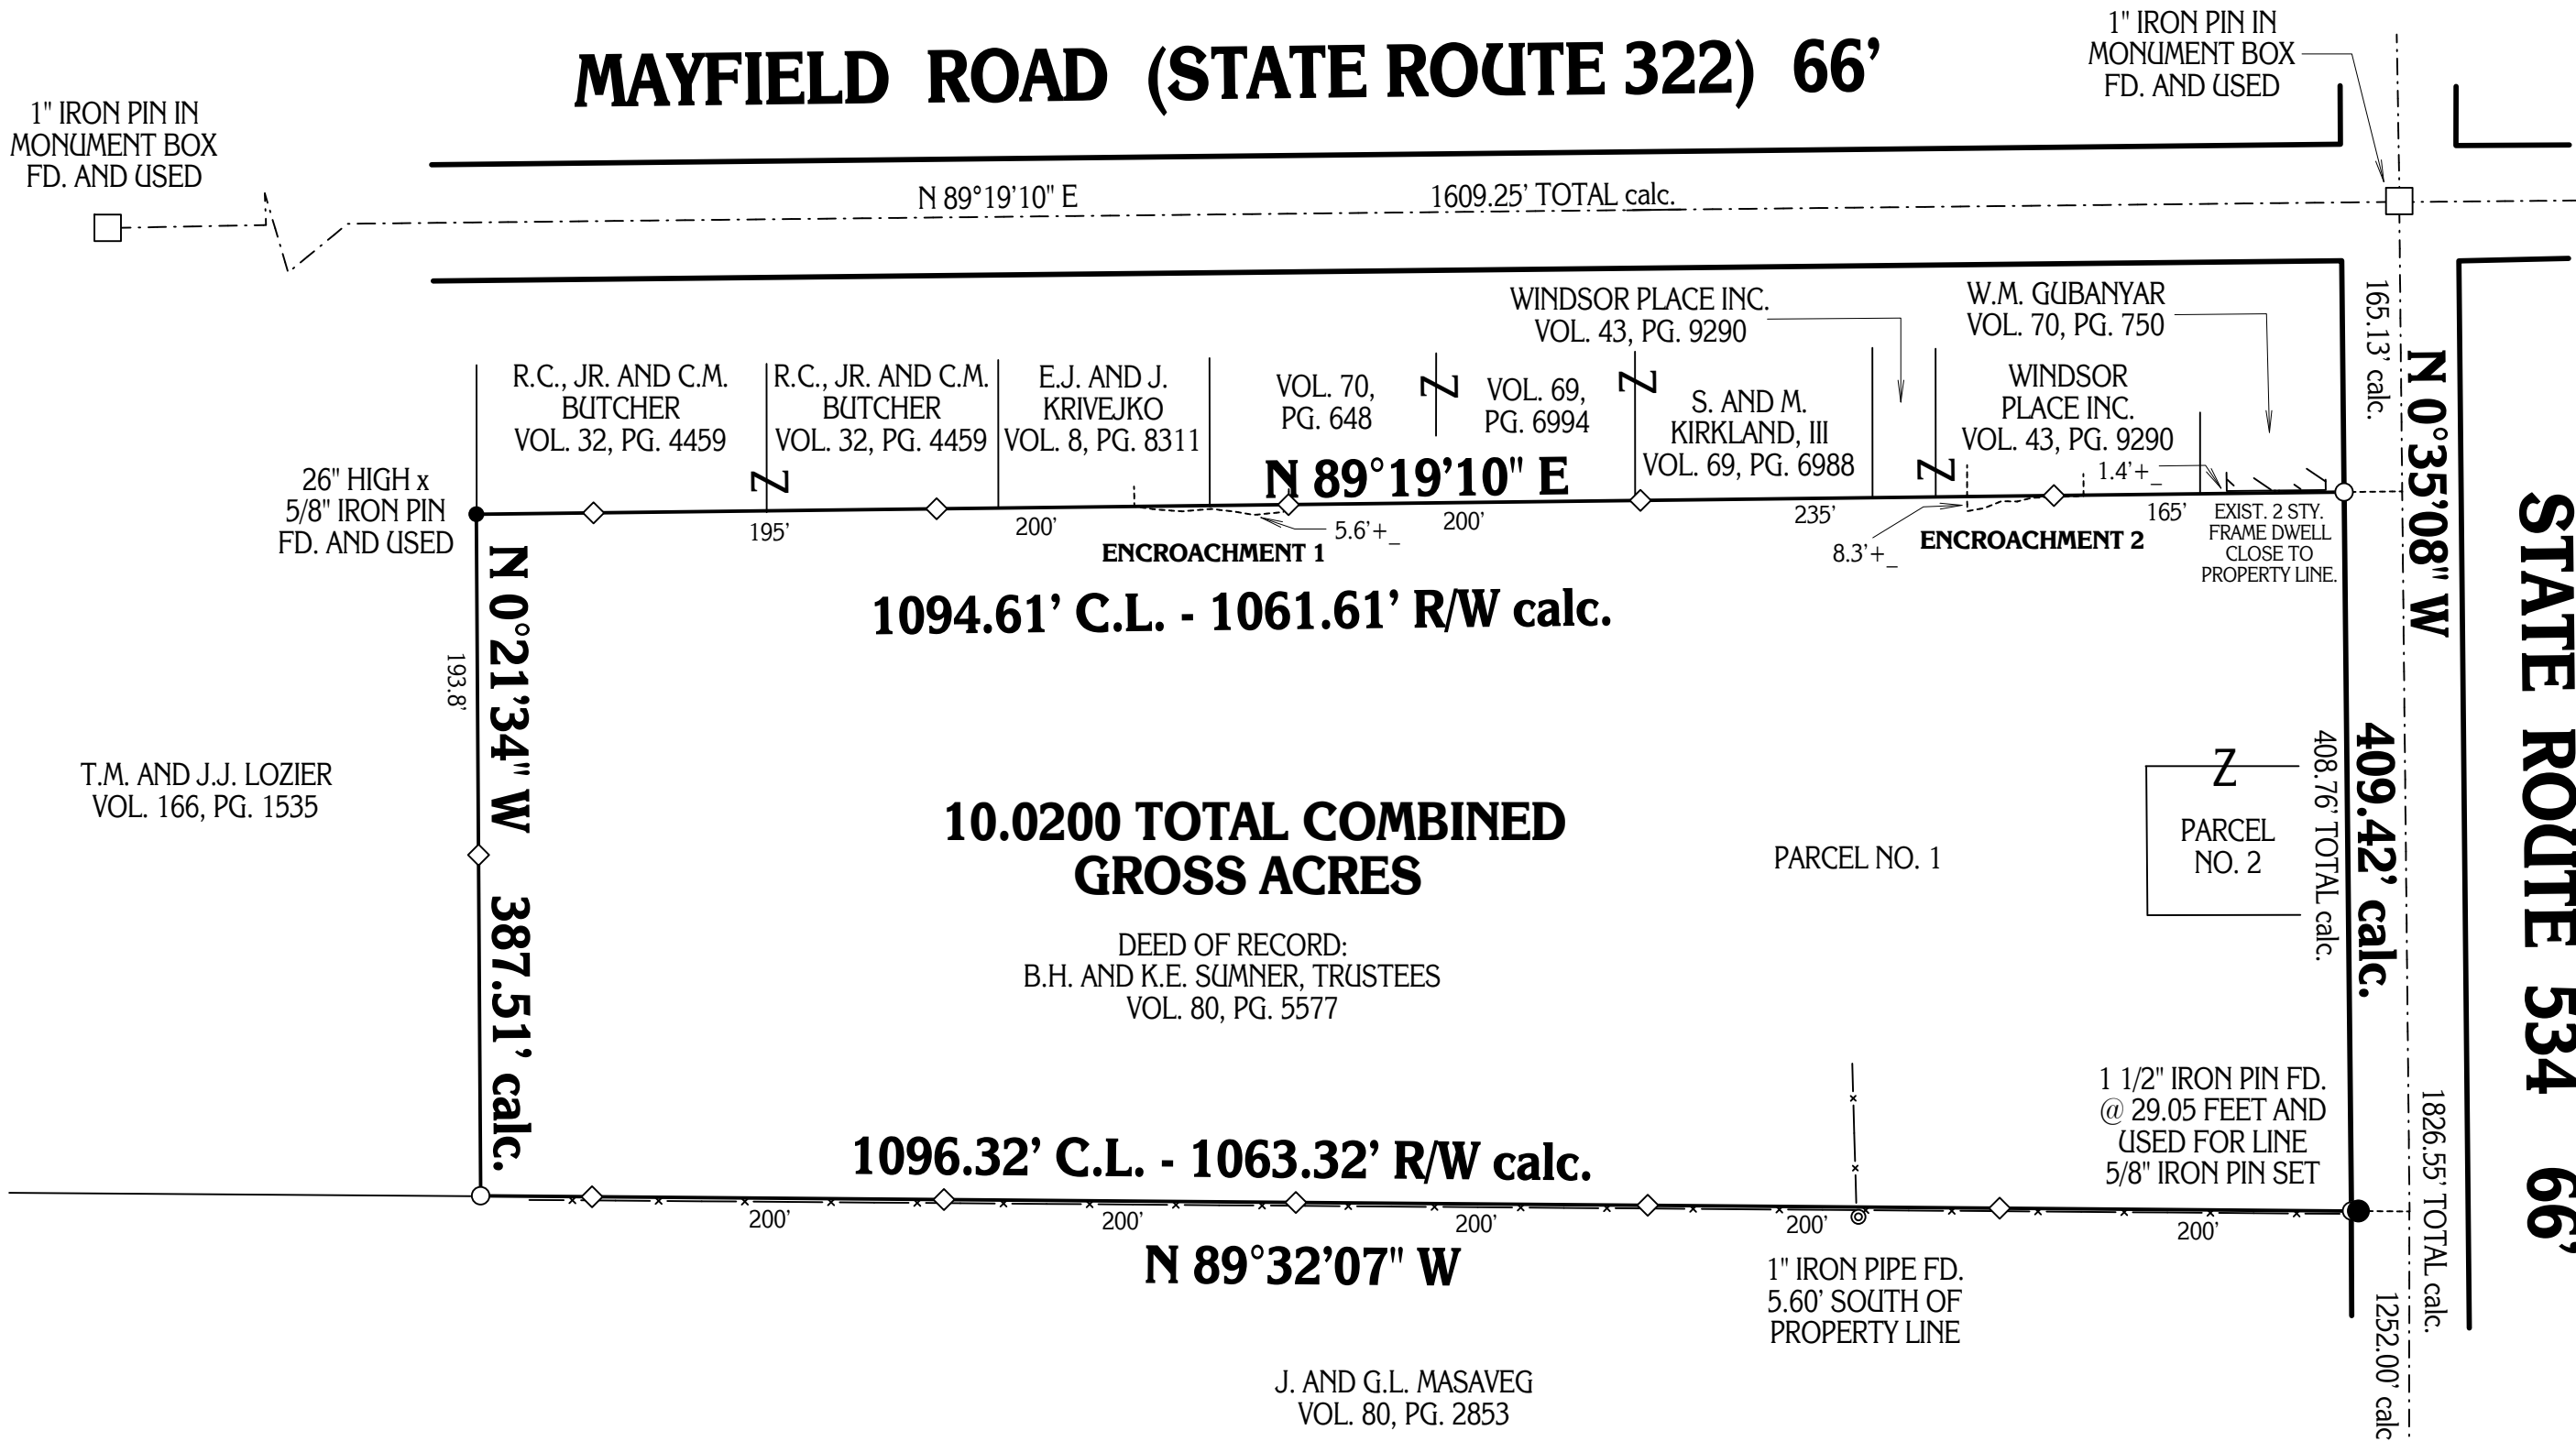 MAYFIELD ROAD (STATE ROUTE 322) 66'
1" IRON PIN IN
MONUMENT BOX
FD. AND USED
1" IRON PIN IN
MONUMENT BOX
FD. AND USED
N 89°19'10" E
1609.25' TOTAL calc.
WINDSOR PLACE INC.
VOL. 43, PG. 9290
W.M. GUBANYAR
VOL. 70, PG. 750
165.13' calc.
R.C., JR. AND C.M.
BUTCHER
VOL. 32, PG. 4459
R.C., JR. AND C.M.
BUTCHER
VOL. 32, PG. 4459
E.J. AND J.
KRIVEJKO
VOL. 8, PG. 8311
VOL. 70,
PG. 648
VOL. 69,
PG. 6994
S. AND M.
KIRKLAND, III
VOL. 69, PG. 6988
WINDSOR
PLACE INC.
VOL. 43, PG. 9290
Z
Z
Z
Z
1.4'+_
N 0°35'08" W
26" HIGH x
5/8" IRON PIN
FD. AND USED
N 89°19'10" E
195'
200'
5.6'+_
200'
235'
8.3'+_
165'
ENCROACHMENT 1
ENCROACHMENT 2
EXIST. 2 STY.
FRAME DWELL
CLOSE TO
PROPERTY LINE.
1094.61' C.L. - 1061.61' R/W calc.
N 0°21'34" W 387.51' calc.
193.8'
STATE ROUTE 534 66'
T.M. AND J.J. LOZIER
VOL. 166, PG. 1535
10.0200 TOTAL COMBINED
GROSS ACRES
DEED OF RECORD:
B.H. AND K.E. SUMNER, TRUSTEES
VOL. 80, PG. 5577
PARCEL NO. 1
Z
PARCEL
NO. 2
408.76' TOTAL calc.
409.42' calc.
1 1/2" IRON PIN FD.
@ 29.05 FEET AND
USED FOR LINE
5/8" IRON PIN SET
1826.55' TOTAL calc.
1096.32' C.L. - 1063.32' R/W calc.
200'
200'
200'
200'
200'
N 89°32'07" W
1" IRON PIPE FD.
5.60' SOUTH OF
PROPERTY LINE
1252.00' calc
J. AND G.L. MASAVEG
VOL. 80, PG. 2853